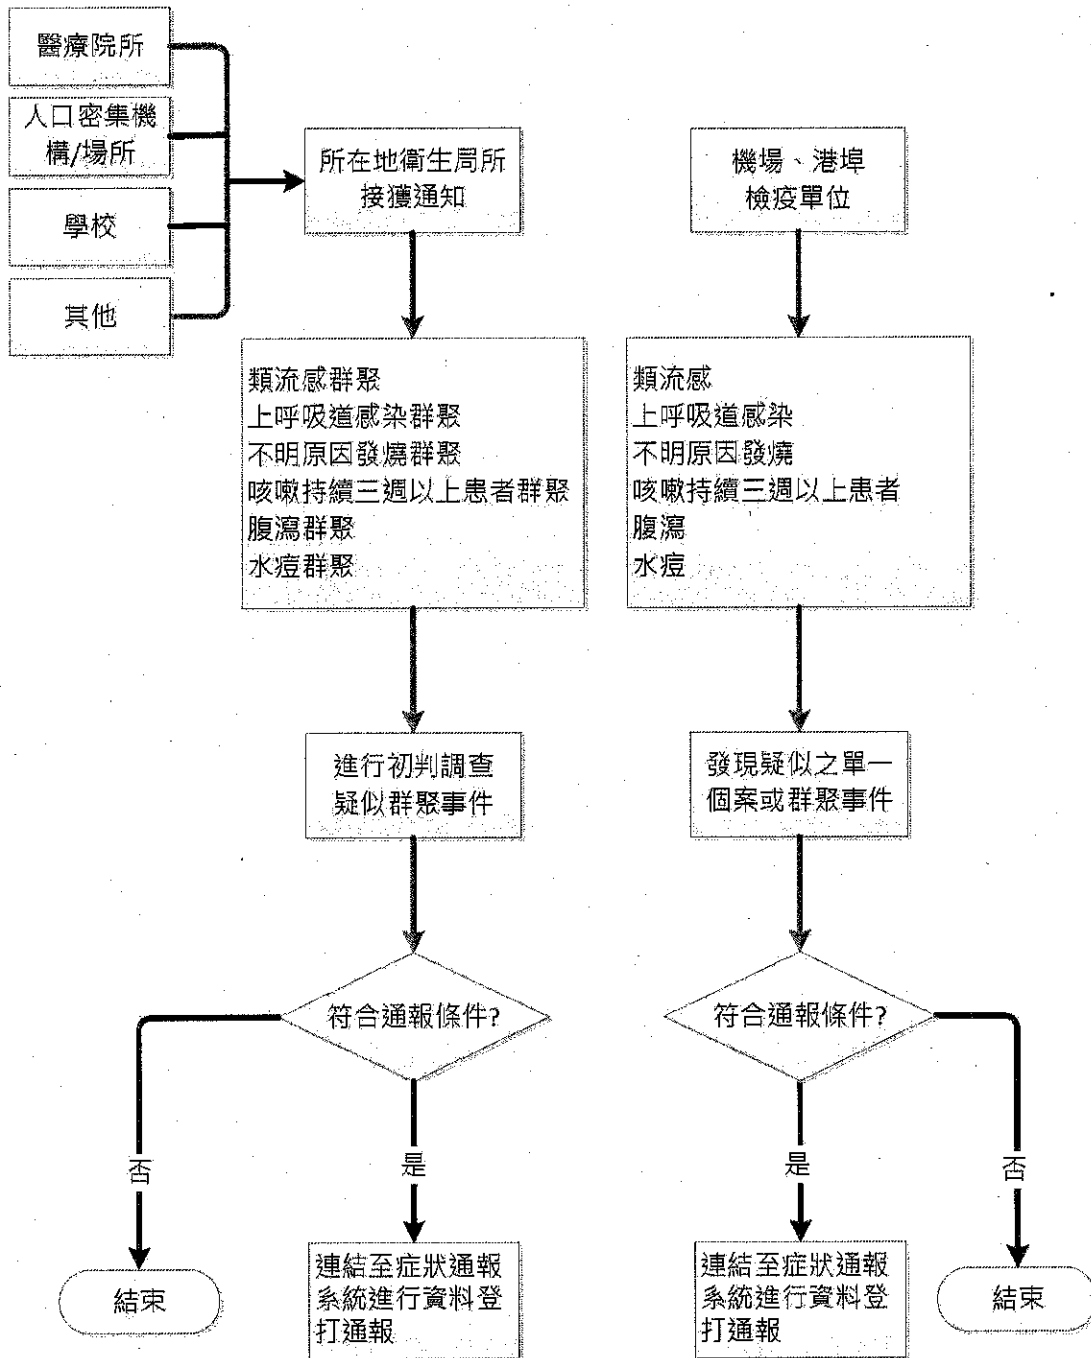 醫療院所
人口密集機
構/場所
學校
其他
所在地衛生局所
接獲通知
類流感群聚
上呼吸道感染群聚
不明原因發燒群聚
咳嗽持續三週以上患者群聚
腹瀉群聚
水痘群聚
進行初判調查
疑似群聚事件
符合通報條件?
否
是
結束
連結至症狀通報
系統進行資料登
打通報
機場、港埠
檢疫單位
類流感
上呼吸道感染
不明原因發燒
咳嗽持續三週以上患者
腹瀉
水痘
發現疑似之單一
個案或群聚事件
符合通報條件?
是
否
連結至症狀通報
系統進行資料登
打通報
結束